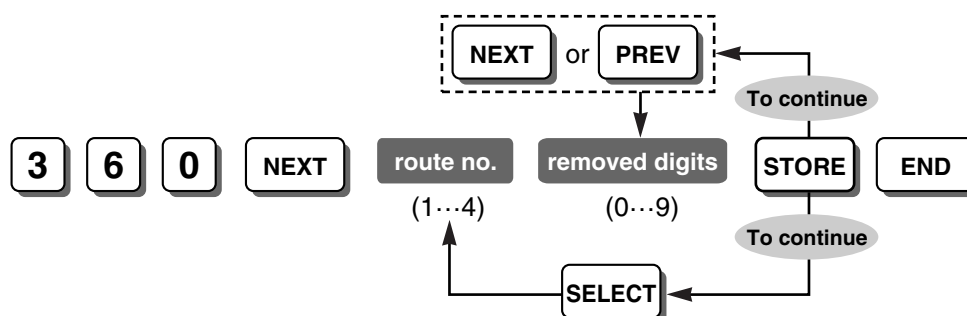 NEXT or PREV
To continue
3 6 0 NEXT route no. removed digits STORE END
(1···4) (0···9)
To continue
SELECT